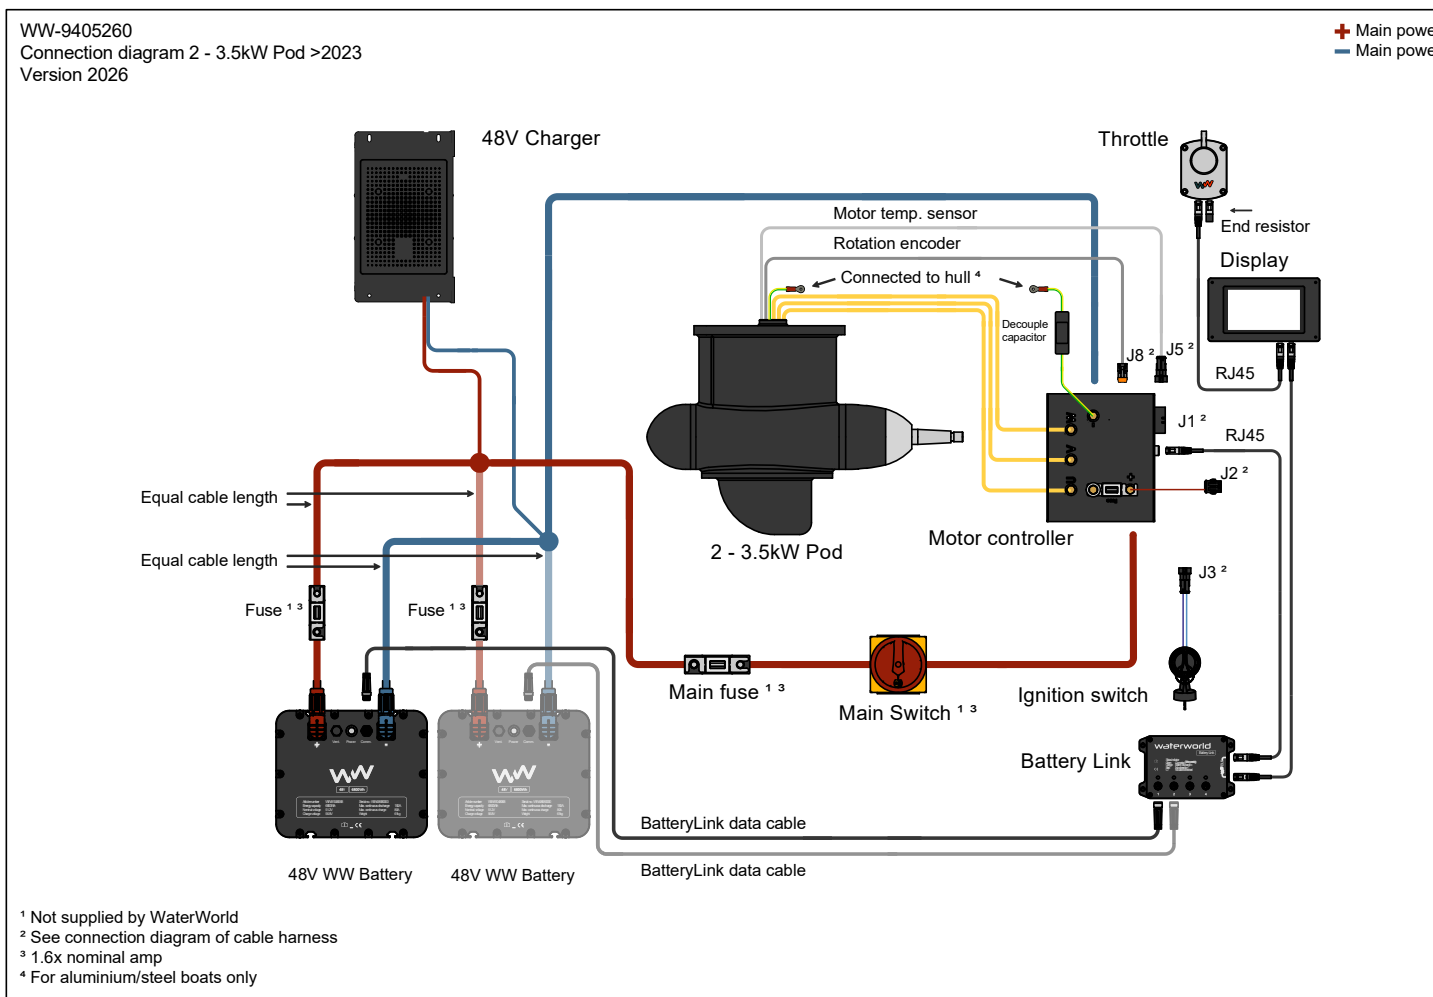 WW-9405260
Connection diagram 2 - 3.5kW Pod >2023
Version 2026
Main powe
Main powe
48V Charger
Throttle
End resistor
Display
Motor temp. sensor
Rotation encoder
Connected to hull ⁴
Decouple
capacitor
J8 ²
J5 ²
RJ45
J1 ²
RJ45
J2 ²
W
V
U
Motor controller
2 - 3.5kW Pod
Equal cable length
Equal cable length
Fuse ¹ ³
Fuse ¹ ³
J3 ²
Main fuse ¹ ³
Main Switch ¹ ³
Ignition switch
Battery Link
waterworld
Battery Link
BatteryLink data cable
BatteryLink data cable
48V WW Battery
48V WW Battery
¹ Not supplied by WaterWorld
² See connection diagram of cable harness
³ 1.6x nominal amp
⁴ For aluminium/steel boats only